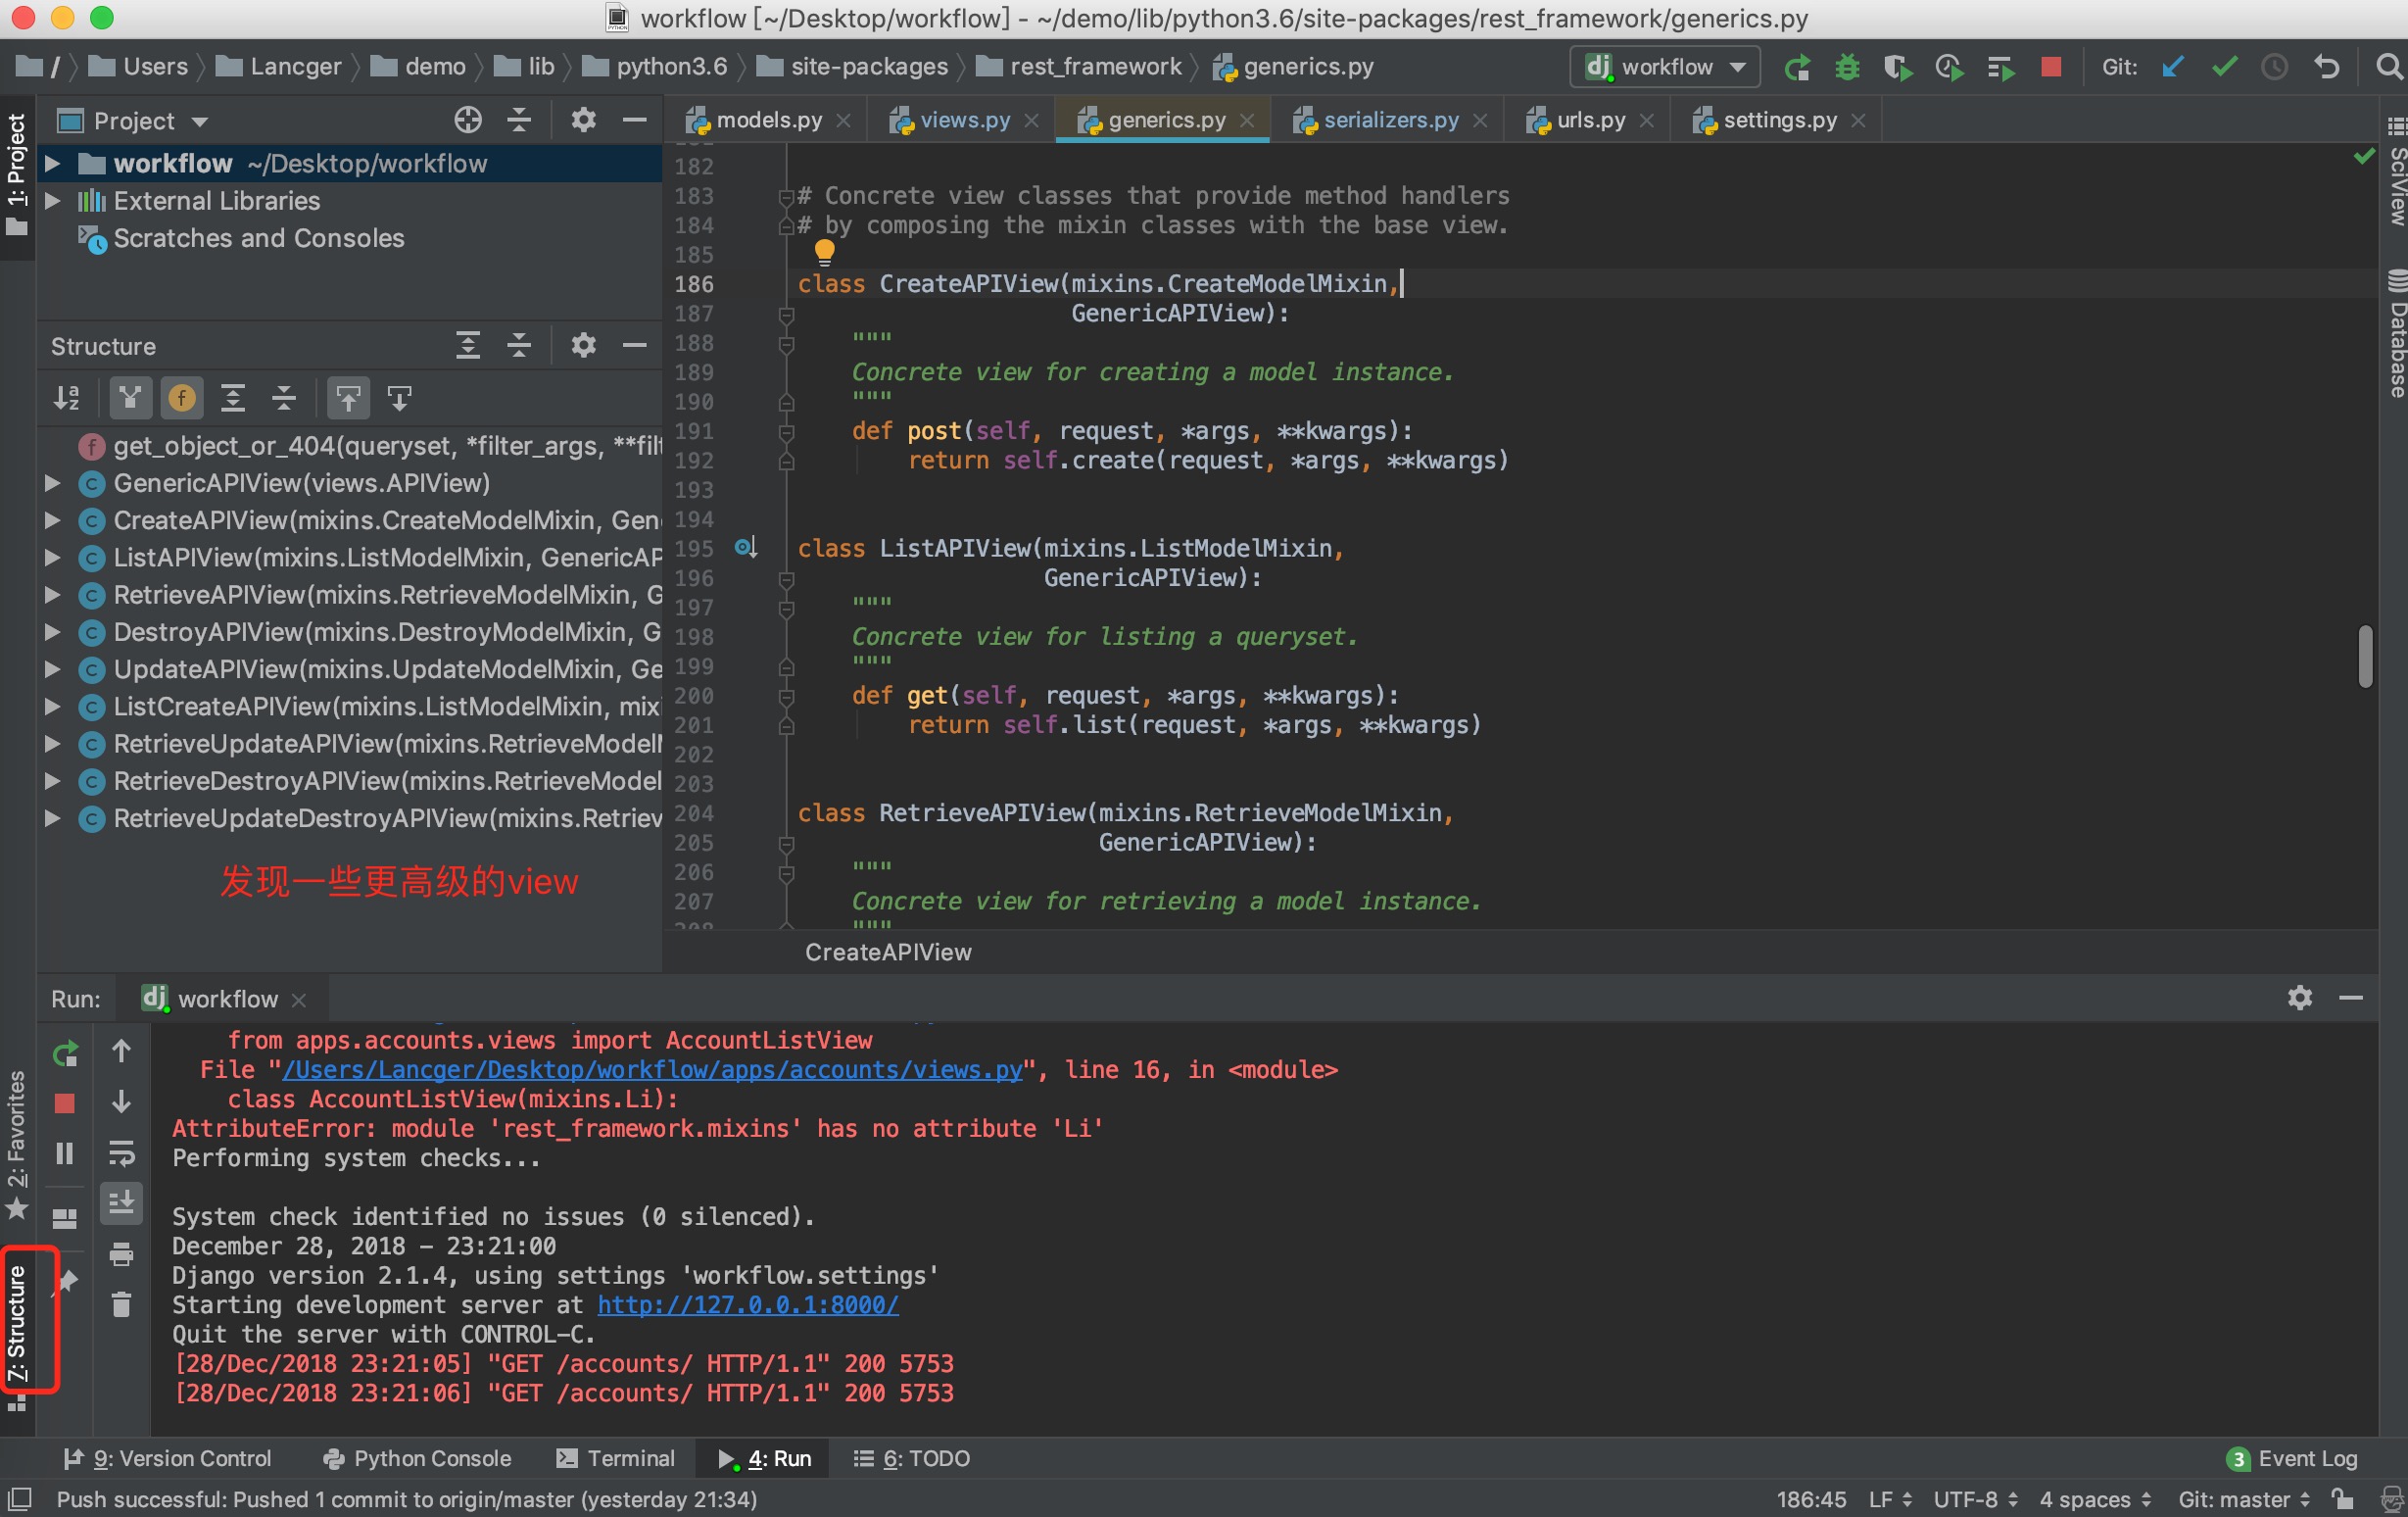 workflow [~/Desktop/workflow] - ~/demo/lib/python3.6/site-packages/rest_framework/generics.py
/ Users Lancger demo lib python3.6 site-packages rest_framework generics.py workflow Git:
1: Project
Project
models.py views.py generics.py serializers.py urls.py settings.py
workflow ~/Desktop/workflow
External Libraries
Scratches and Consoles
Structure
get_object_or_404(queryset, *filter_args, **filt
GenericAPIView(views.APIView)
CreateAPIView(mixins.CreateModelMixin, Gen
ListAPIView(mixins.ListModelMixin, GenericAP
RetrieveAPIView(mixins.RetrieveModelMixin, G
DestroyAPIView(mixins.DestroyModelMixin, G
UpdateAPIView(mixins.UpdateModelMixin, Ge
ListCreateAPIView(mixins.ListModelMixin, mixi
RetrieveUpdateAPIView(mixins.RetrieveModelM
RetrieveDestroyAPIView(mixins.RetrieveModel
RetrieveUpdateDestroyAPIView(mixins.Retriev
发现一些更高级的view
182
183 # Concrete view classes that provide method handlers
184 # by composing the mixin classes with the base view.
185
186 class CreateAPIView(mixins.CreateModelMixin,
187 GenericAPIView):
188 """
189 Concrete view for creating a model instance.
190 """
191 def post(self, request, *args, **kwargs):
192 return self.create(request, *args, **kwargs)
193
194
195 class ListAPIView(mixins.ListModelMixin,
196 GenericAPIView):
197 """
198 Concrete view for listing a queryset.
199 """
200 def get(self, request, *args, **kwargs):
201 return self.list(request, *args, **kwargs)
202
203
204 class RetrieveAPIView(mixins.RetrieveModelMixin,
205 GenericAPIView):
206 """
207 Concrete view for retrieving a model instance.
208 """
CreateAPIView
SciView
Database
Run: workflow
from apps.accounts.views import AccountListView
File "/Users/Lancger/Desktop/workflow/apps/accounts/views.py", line 16, in <module>
class AccountListView(mixins.Li):
AttributeError: module 'rest_framework.mixins' has no attribute 'Li'
Performing system checks...
System check identified no issues (0 silenced).
December 28, 2018 - 23:21:00
Django version 2.1.4, using settings 'workflow.settings'
Starting development server at http://127.0.0.1:8000/
Quit the server with CONTROL-C.
[28/Dec/2018 23:21:05] "GET /accounts/ HTTP/1.1" 200 5753
[28/Dec/2018 23:21:06] "GET /accounts/ HTTP/1.1" 200 5753
2: Favorites
7: Structure
9: Version Control Python Console Terminal 4: Run 6: TODO 3 Event Log
Push successful: Pushed 1 commit to origin/master (yesterday 21:34) 186:45 LF UTF-8 4 spaces Git: master